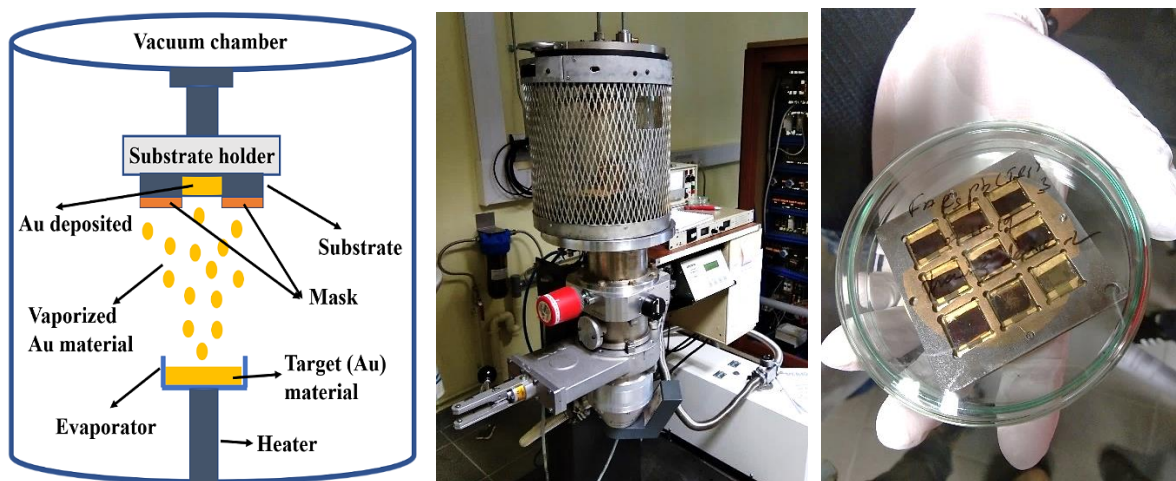 Vacuum chamber
Substrate holder
Au deposited
Substrate
Mask
Vaporized
Au material
Target (Au)
material
Evaporator
Heater